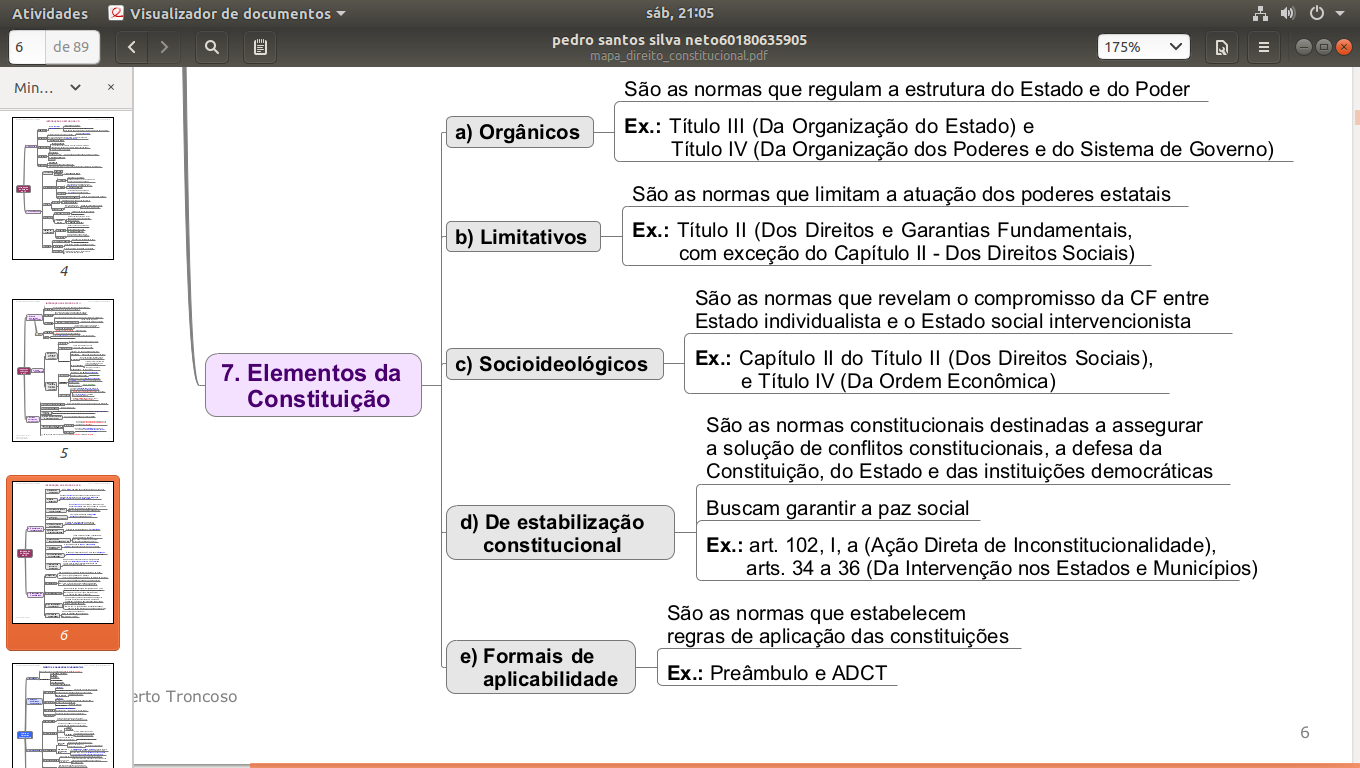 Atividades
Visualizador de documentos
sáb, 21:05
6
de 89
pedro santos silva neto60180635905
mapa_direito_constitucional.pdf
175%
Min...
4
5
6
São as normas que regulam a estrutura do Estado e do Poder
a) Orgânicos
Ex.: Título III (Da Organização do Estado) e
Título IV (Da Organização dos Poderes e do Sistema de Governo)
São as normas que limitam a atuação dos poderes estatais
b) Limitativos
Ex.: Título II (Dos Direitos e Garantias Fundamentais,
com exceção do Capítulo II - Dos Direitos Sociais)
São as normas que revelam o compromisso da CF entre
Estado individualista e o Estado social intervencionista
c) Socioideológicos
Ex.: Capítulo II do Título II (Dos Direitos Sociais),
e Título IV (Da Ordem Econômica)
7. Elementos da
Constituição
São as normas constitucionais destinadas a assegurar
a solução de conflitos constitucionais, a defesa da
Constituição, do Estado e das instituições democráticas
d) De estabilização
constitucional
Buscam garantir a paz social
Ex.: art. 102, I, a (Ação Direta de Inconstitucionalidade),
arts. 34 a 36 (Da Intervenção nos Estados e Municípios)
São as normas que estabelecem
regras de aplicação das constituições
e) Formais de
aplicabilidade
Ex.: Preâmbulo e ADCT
erto Troncoso
6